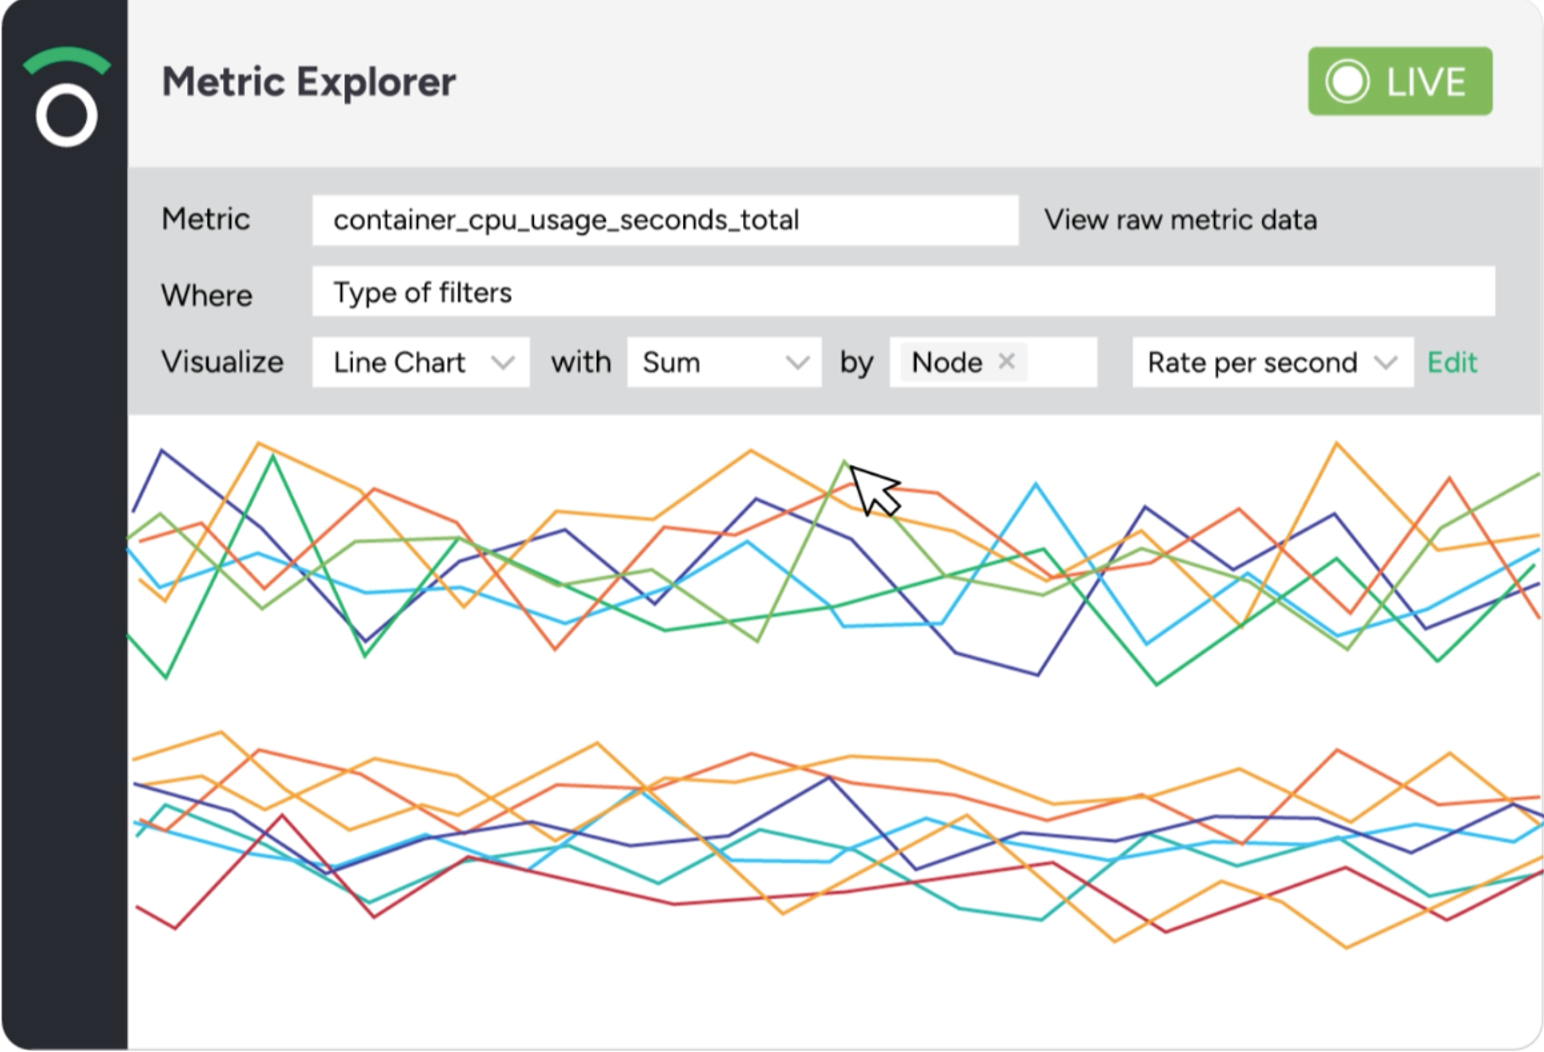 Metric Explorer
LIVE
Metric container_cpu_usage_seconds_total View raw metric data
Where Type of filters
Visualize Line Chart with Sum by Node × Rate per second Edit